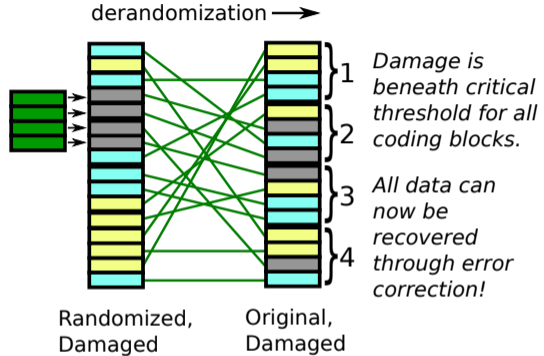 derandomization
1
2
3
4
Damage is
beneath critical
threshold for all
coding blocks.
All data can
now be
recovered
through error
correction!
Randomized,
Damaged
Original,
Damaged